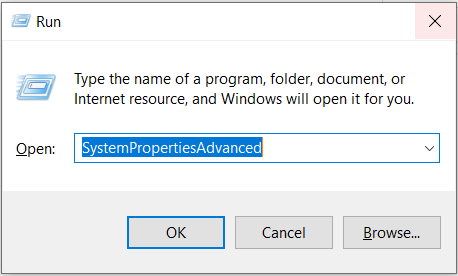 Run
Type the name of a program, folder, document, or
Internet resource, and Windows will open it for you.
Open: SystemPropertiesAdvanced
OK Cancel Browse...